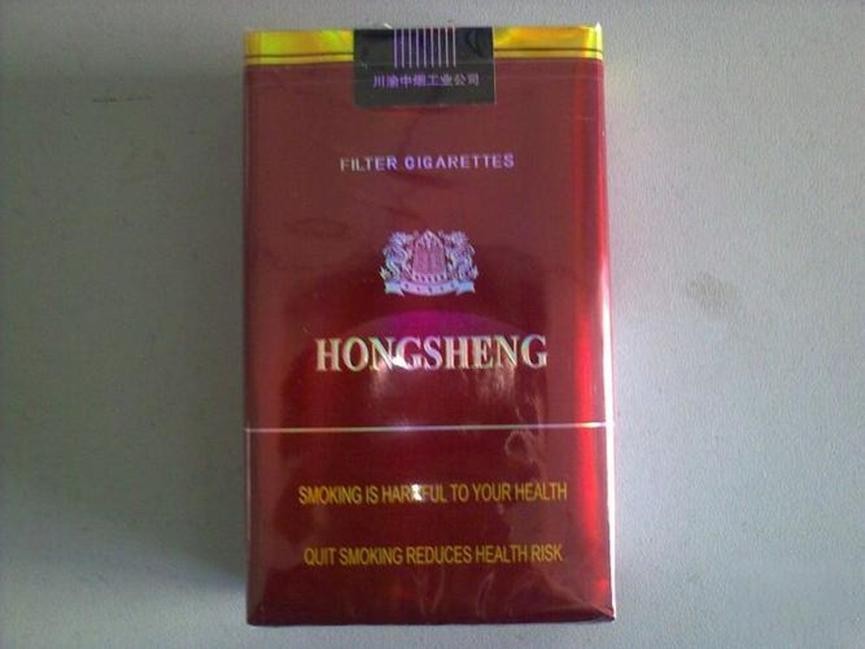 川渝中烟工业公司
FILTER CIGARETTES
HONGSHENG
SMOKING IS HARMFUL TO YOUR HEALTH
QUIT SMOKING REDUCES HEALTH RISK